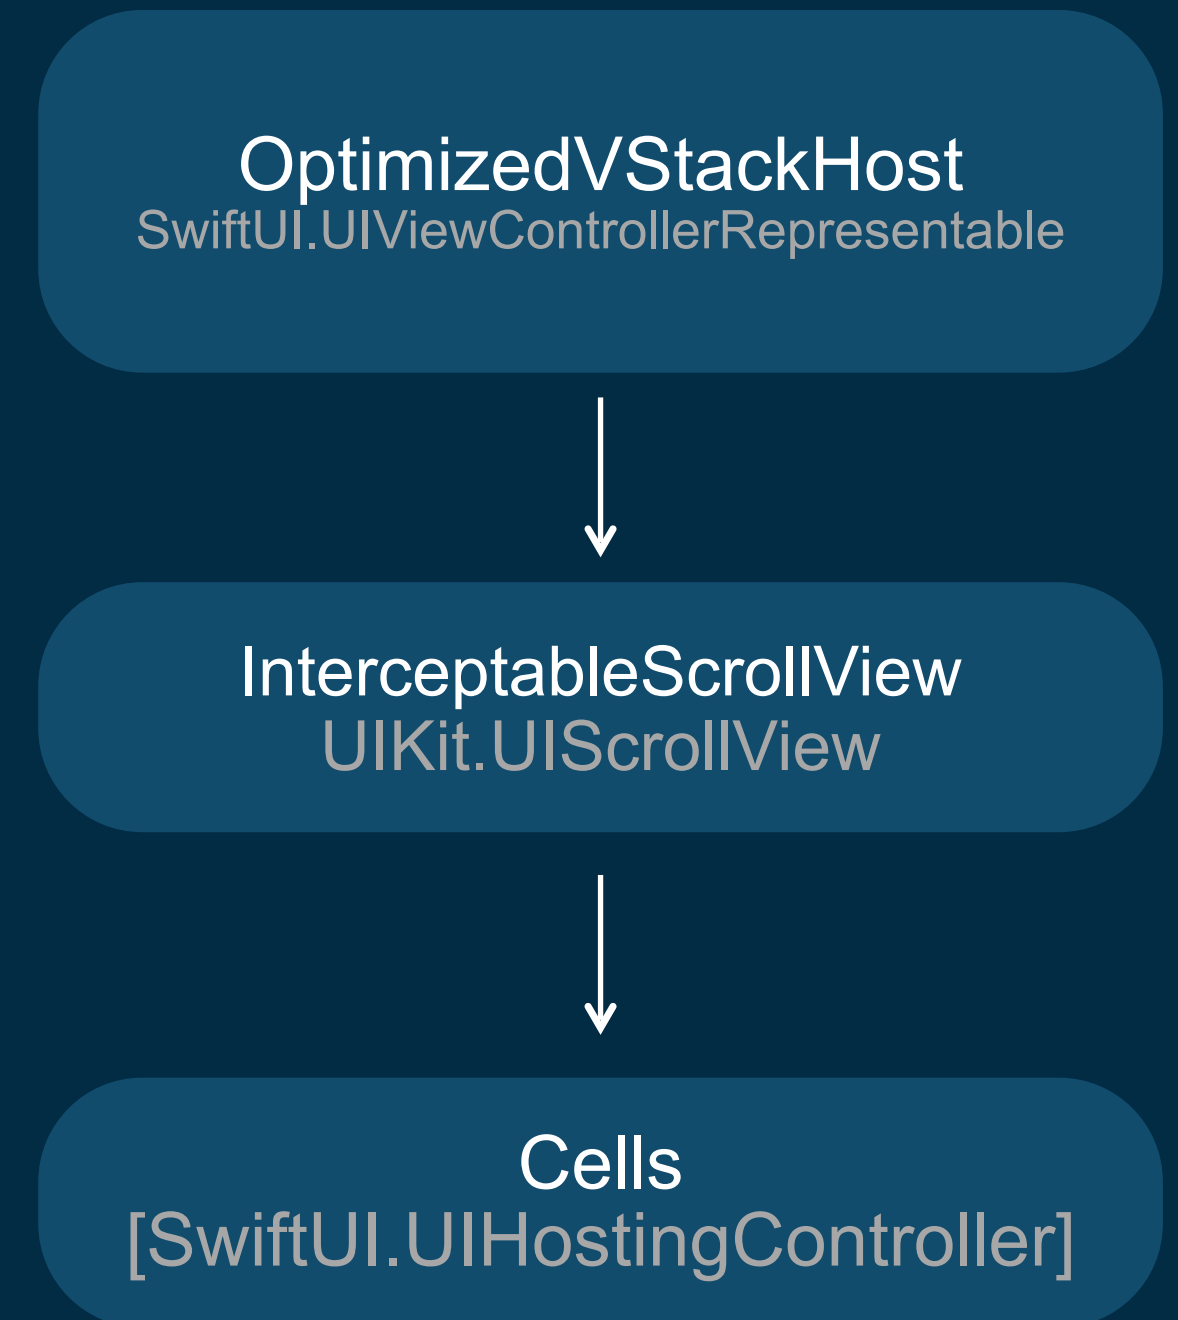 OptimizedVStackHost
SwiftUI.UIViewControllerRepresentable
InterceptableScrollView
UIKit.UIScrollView
Cells
[SwiftUI.UIHostingController]